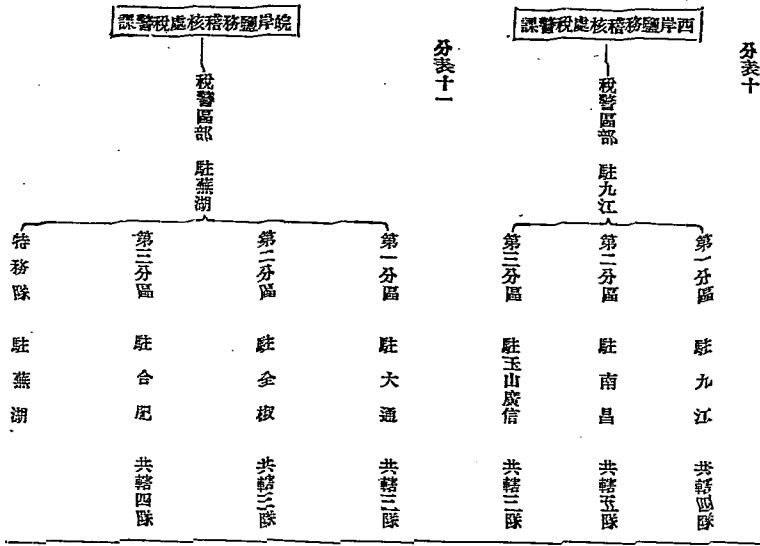 分表十
西岸鹽務稽核處稅警課
稅警區部 駐九江
第一分區 駐九江 共轄四隊
第二分區 駐南昌 共轄五隊
第三分區 駐玉山廣信 共轄三隊
分表十一
皖岸鹽務稽核處稅警課
稅警區部 駐蕪湖
第一分區 駐大通 共轄三隊
第二分區 駐全椒 共轄三隊
第三分區 駐合肥 共轄四隊
特務隊 駐蕪湖